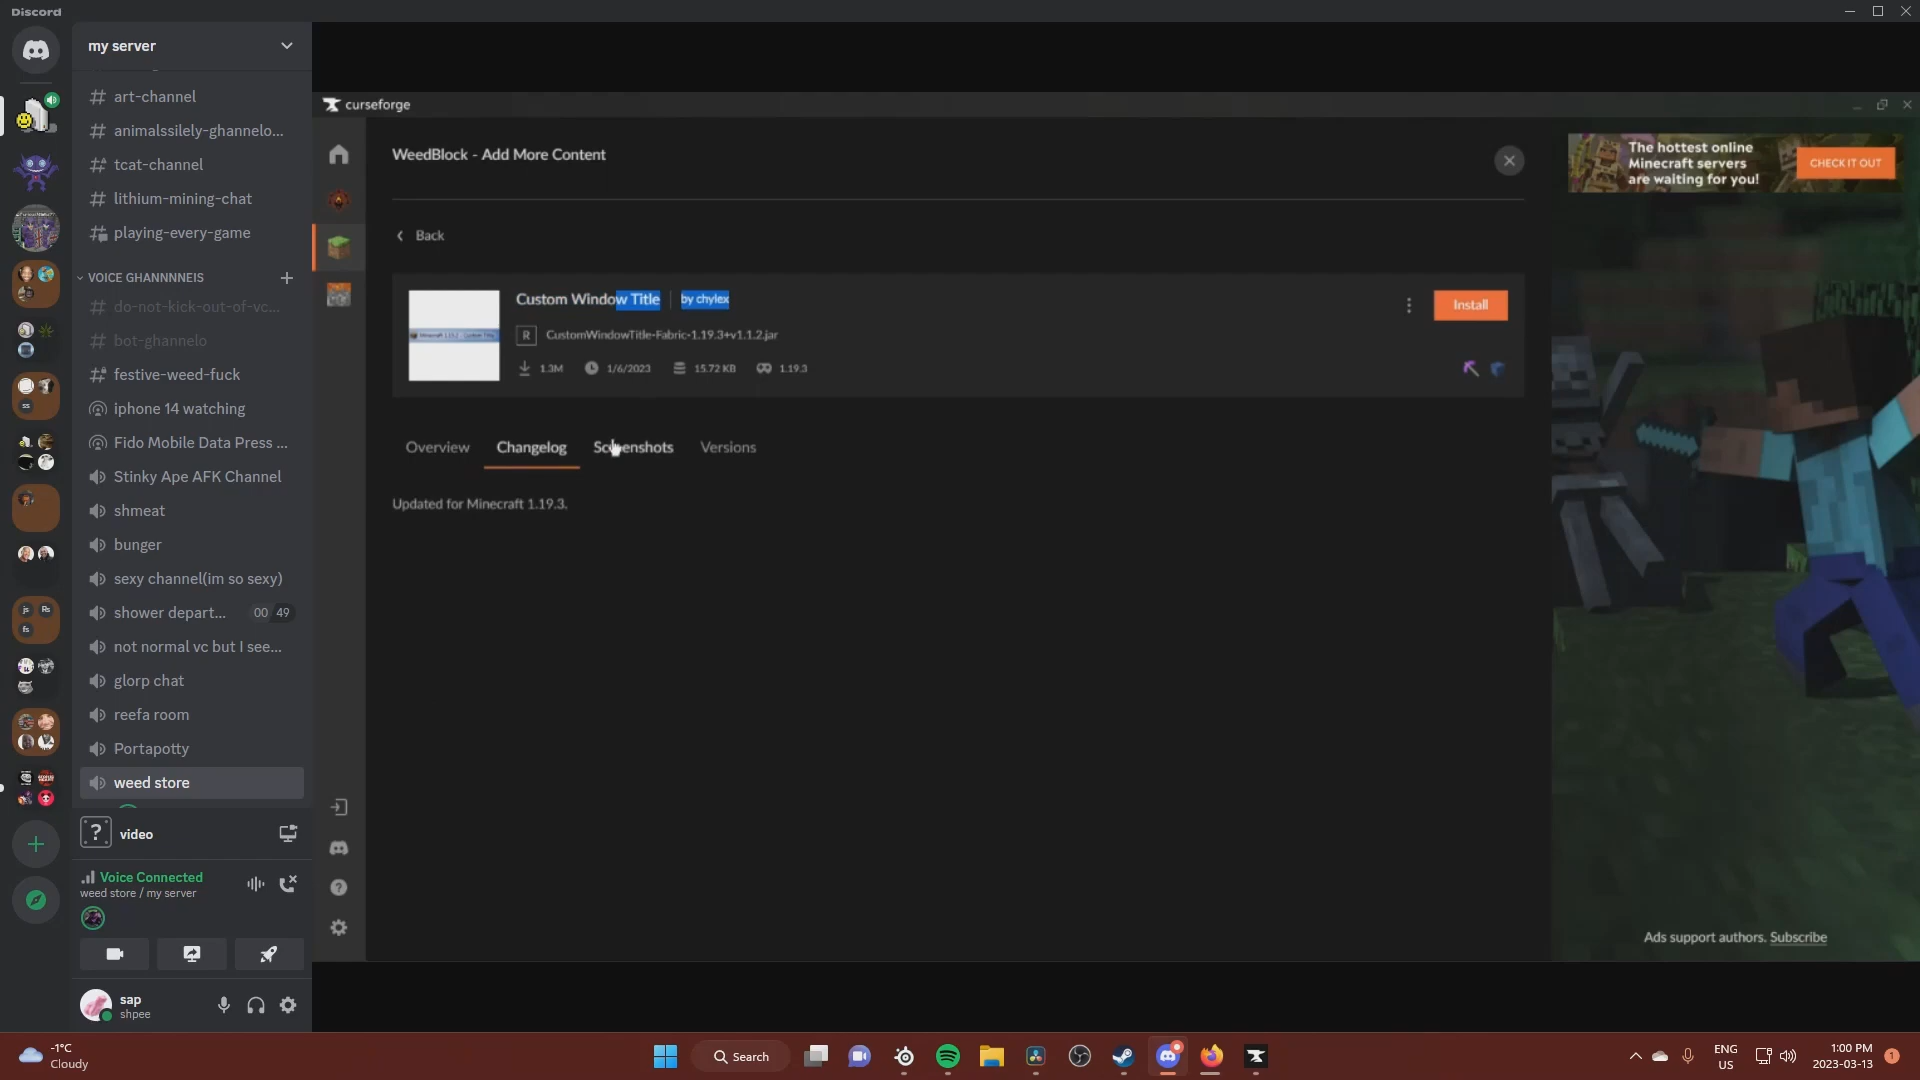 Discord
my server
art-channel
animalssilely-ghannelo...
tcat-channel
lithium-mining-chat
playing-every-game
VOICE GHANNNNEIS
do-not-kick-out-of-vc...
bot-ghannelo
festive-weed-fuck
iphone 14 watching
Fido Mobile Data Press ...
Stinky Ape AFK Channel
shmeat
bunger
sexy channel(im so sexy)
shower depart... 00 49
not normal vc but I see...
glorp chat
reefa room
Portapotty
weed store
? video
Voice Connected
weed store / my server
sap
shpee
js Rs
fs
ss
curseforge
WeedBlock - Add More Content
Back
Custom Window Title | by chylex
Install
R CustomWindowTitle-Fabric-1.19.3+v1.1.2.jar
1.3M 1/6/2023 15.72 KB 1.19.3
Overview Changelog Screenshots Versions
Updated for Minecraft 1.19.3.
The hottest online
Minecraft servers
are waiting for you!
CHECK IT OUT
Ads support authors. Subscribe
-1°C
Cloudy
Search
ENG
US
1:00 PM
2023-03-13
1